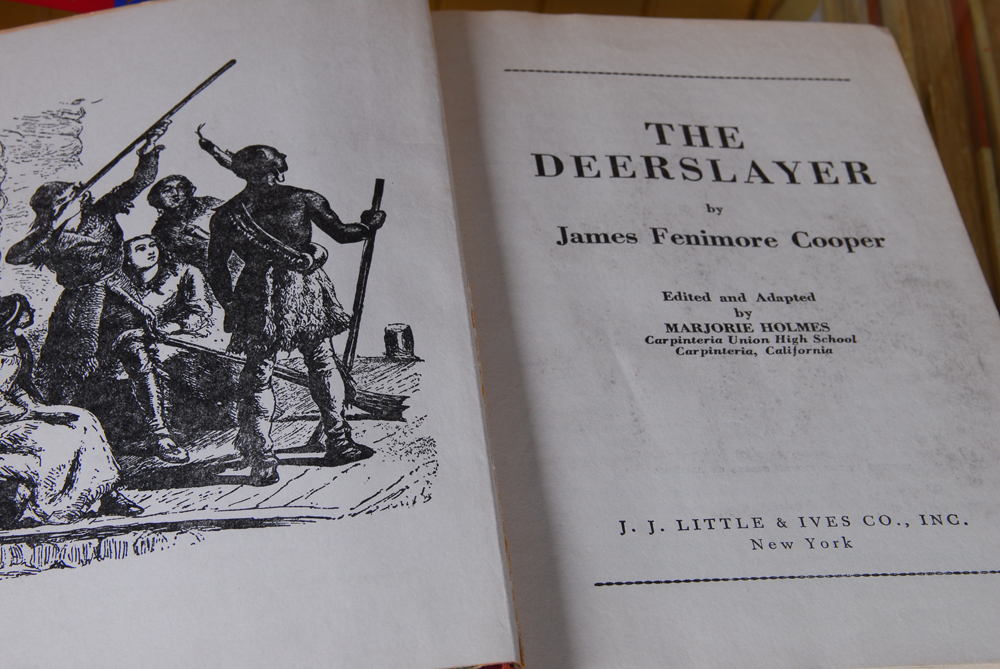 THE
DEERSLAYER
by
James Fenimore Cooper
Edited and Adapted
by
MARJORIE HOLMES
Carpinteria Union High School
Carpinteria, California
J. J. LITTLE & IVES CO., INC.
New York